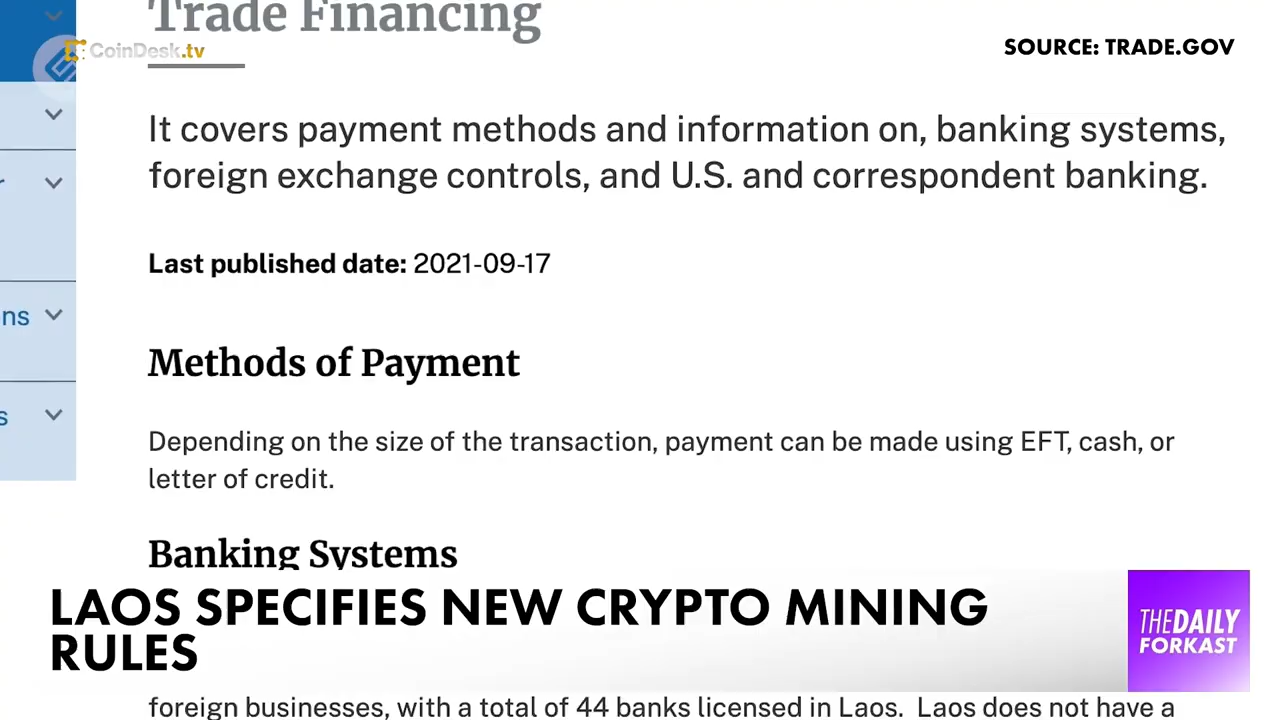 Trade Financing
CoinDesk.tv
SOURCE: TRADE.GOV
It covers payment methods and information on, banking systems,
foreign exchange controls, and U.S. and correspondent banking.
Last published date: 2021-09-17
ns
s
Methods of Payment
Depending on the size of the transaction, payment can be made using EFT, cash, or
letter of credit.
Banking Systems
LAOS SPECIFIES NEW CRYPTO MINING
RULES
THE DAILY
FORKAST
foreign businesses, with a total of 44 banks licensed in Laos. Laos does not have a